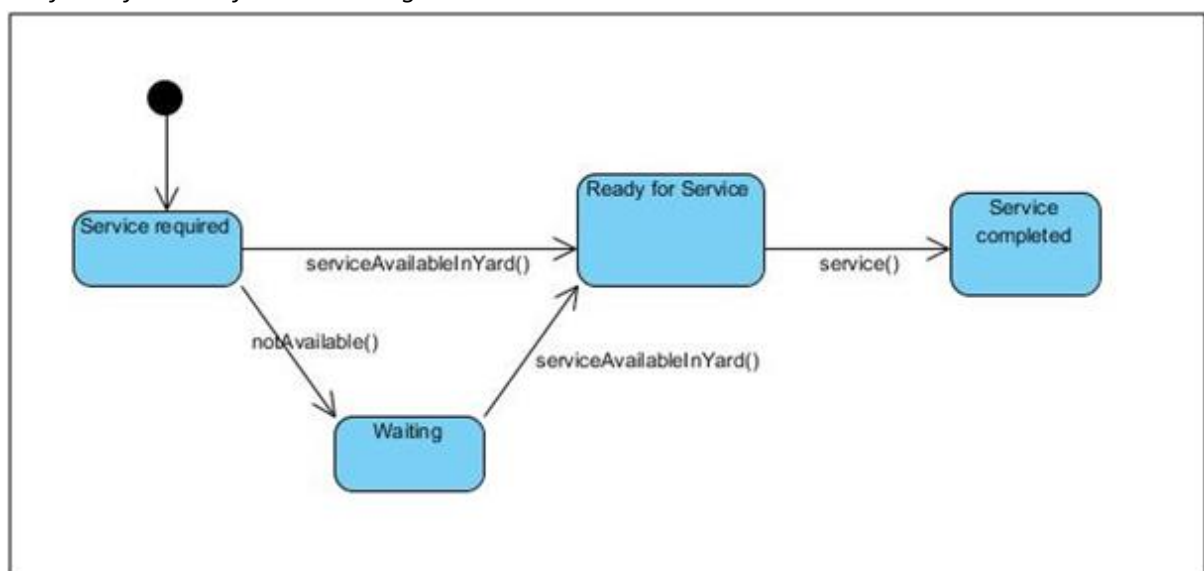 Service required
Ready for Service
Service
completed
serviceAvailableInYard()
service()
notAvailable()
serviceAvailableInYard()
Waiting